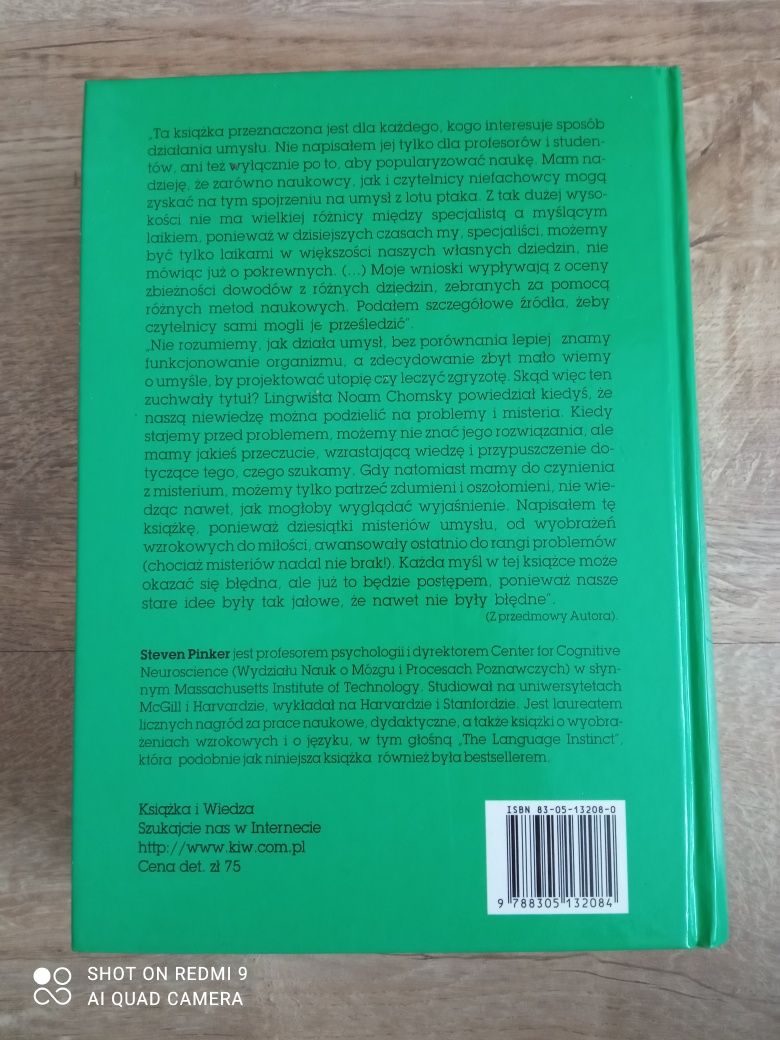 „Ta książka przeznaczona jest dla każdego, kogo interesuje sposób
działania umysłu. Nie napisałem jej tylko dla profesorów i studen-
tów, ani też wyłącznie po to, aby popularyzować naukę. Mam na-
dzieję, że zarówno naukowcy, jak i czytelnicy niefachowcy mogą
zyskać na tym spojrzeniu na umysł z lotu ptaka. Z tak dużej wyso-
kości nie ma wielkiej różnicy między specjalistą a myślącym
laikiem, ponieważ w dzisiejszych czasach my, specjaliści, możemy
być tylko laikami w większości naszych własnych dziedzin, nie
mówiąc już o pokrewnych. (...) Moje wnioski wypływają z oceny
zbieżności dowodów z różnych dziedzin, zebranych za pomocą
różnych metod naukowych. Podałem szczegółowe źródła, żeby
czytelnicy sami mogli je prześledzić”.
„Nie rozumiemy, jak działa umysł, bez porównania lepiej znamy
funkcjonowanie organizmu, a zdecydowanie zbyt mało wiemy
o umyśle, by projektować utopię czy leczyć zgryzotę. Skąd więc ten
zuchwały tytuł? Lingwista Noam Chomsky powiedział kiedyś, że
naszą niewiedzę można podzielić na problemy i misteria. Kiedy
stajemy przed problemem, możemy nie znać jego rozwiązania, ale
mamy jakieś przeczucie, wzrastającą wiedzę i przypuszczenie do-
tyczące tego, czego szukamy. Gdy natomiast mamy do czynienia
z misterium, możemy tylko patrzeć zdumieni i oszołomieni, nie wie-
dząc nawet, jak mogłoby wyglądać wyjaśnienie. Napisałem tę
książkę, ponieważ dziesiątki misteriów umysłu, od wyobrażeń
wzrokowych do miłości, awansowały ostatnio do rangi problemów
(chociaż misteriów nadal nie brak!). Każda myśl w tej książce może
okazać się błędna, ale już to będzie postępem, ponieważ nasze
stare idee były tak jałowe, że nawet nie były błędne”.
(Z przedmowy Autora).
Steven Pinker jest profesorem psychologii i dyrektorem Center for Cognitive
Neuroscience (Wydziału Nauk o Mózgu i Procesach Poznawczych) w słyn-
nym Massachusetts Institute of Technology. Studiował na uniwersytetach
McGill i Harvardzie, wykładał na Harvardzie i Stanfordzie. Jest laureatem
licznych nagród za prace naukowe, dydaktyczne, a także książki o wyobra-
żeniach wzrokowych i o języku, w tym głośną „The Language Instinct”,
która podobnie jak niniejsza książka również była bestsellerem.
Książka i Wiedza
Szukajcie nas w Internecie
http://www.kiw.com.pl
Cena det. zł 75
ISBN 83-05-13208-0
9 788305 132084
SHOT ON REDMI 9
AI QUAD CAMERA